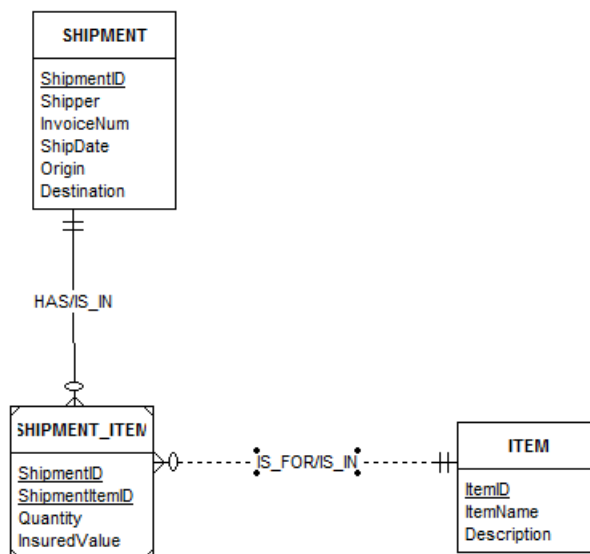 SHIPMENT
ShipmentID
Shipper
InvoiceNum
ShipDate
Origin
Destination
HAS/IS_IN
SHIPMENT_ITEM
ShipmentID
ShipmentItemID
Quantity
InsuredValue
IS_FOR/IS_IN
ITEM
ItemID
ItemName
Description